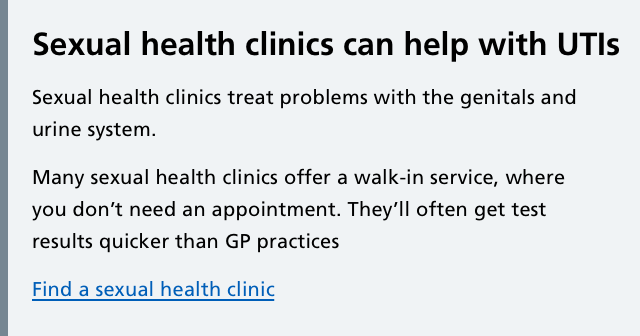 Sexual health clinics can help with UTIs
Sexual health clinics treat problems with the genitals and
urine system.
Many sexual health clinics offer a walk-in service, where
you don’t need an appointment. They’ll often get test
results quicker than GP practices
Find a sexual health clinic